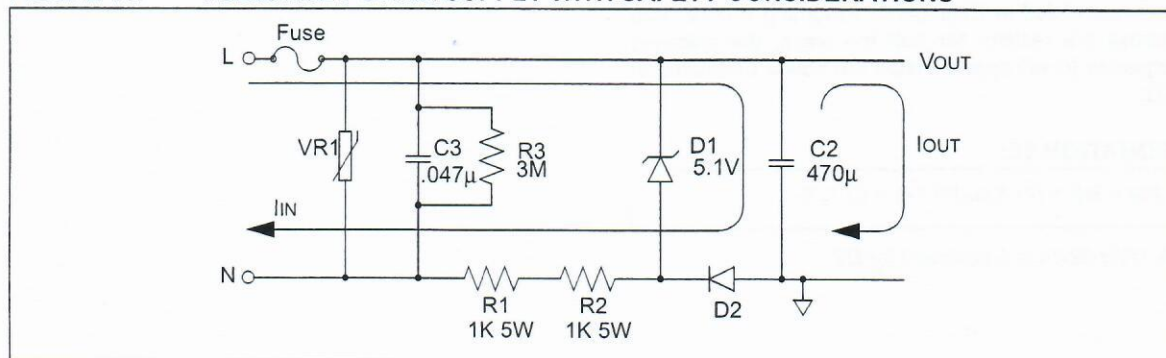 Fuse
L
VOUT
VR1
C3
.047µ
R3
3M
D1
5.1V
C2
470µ
IOUT
IIN
N
R1
1K 5W
R2
1K 5W
D2